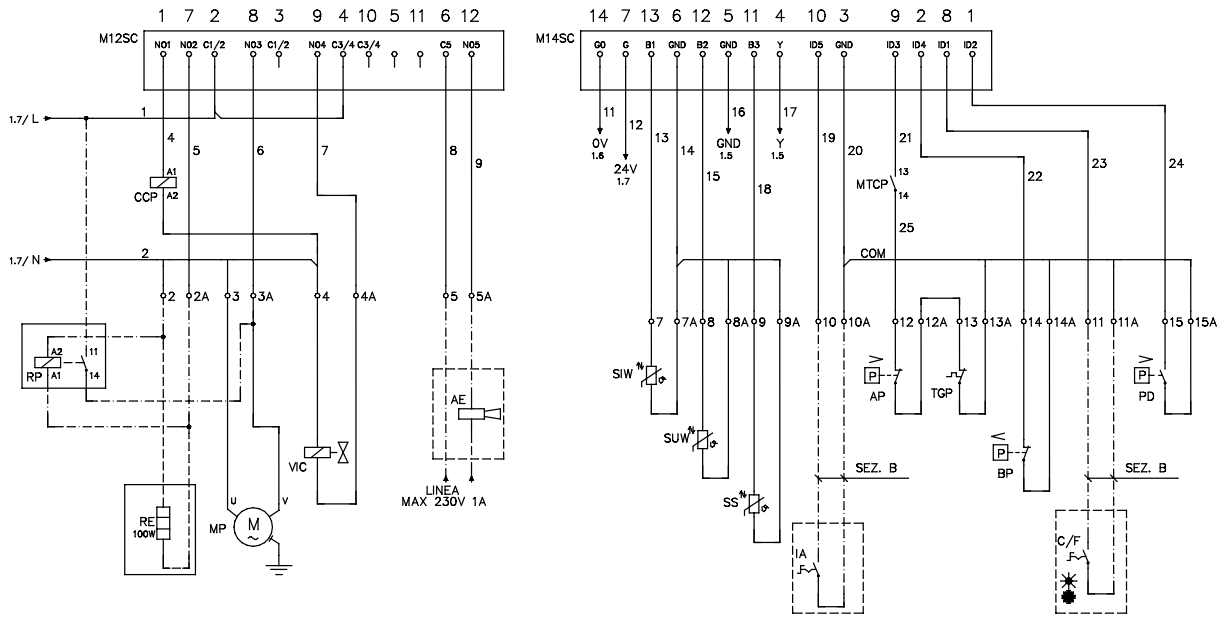 1 7 2 8 3 9 4 10 5 11 6 12
M12SC
NO1 NO2 C1/2 NO3 C1/2 NO4 C3/4 C3/4 C5 NO5
14 7 13 6 12 5 11 4 10 3 9 2 8 1
M14SC
G0 G B1 GND B2 GND B3 Y ID5 GND ID3 ID4 ID1 ID2
1.7/ L
1
4
5
6
7
8
9
A1
A2
CCP
1.7/ N
2
2 2A 3 3A 4 4A 5 5A
A2
A1
RP
11
14
AE
VIC
LINEA
MAX 230V 1A
RE
100W
MP
U
V
M
~
11
0V
1.6
12
24V
1.7
13
14
15
16
GND
1.5
17
Y
1.5
18
19
20
21
MTCP
13
14
25
22
23
24
COM
7 7A 8 8A 9 9A 10 10A 12 12A 13 13A 14 14A 11 11A 15 15A
SIW
SUW
SS
P
AP
TGP
P
BP
P
PD
SEZ. B
SEZ. B
IA
C/F